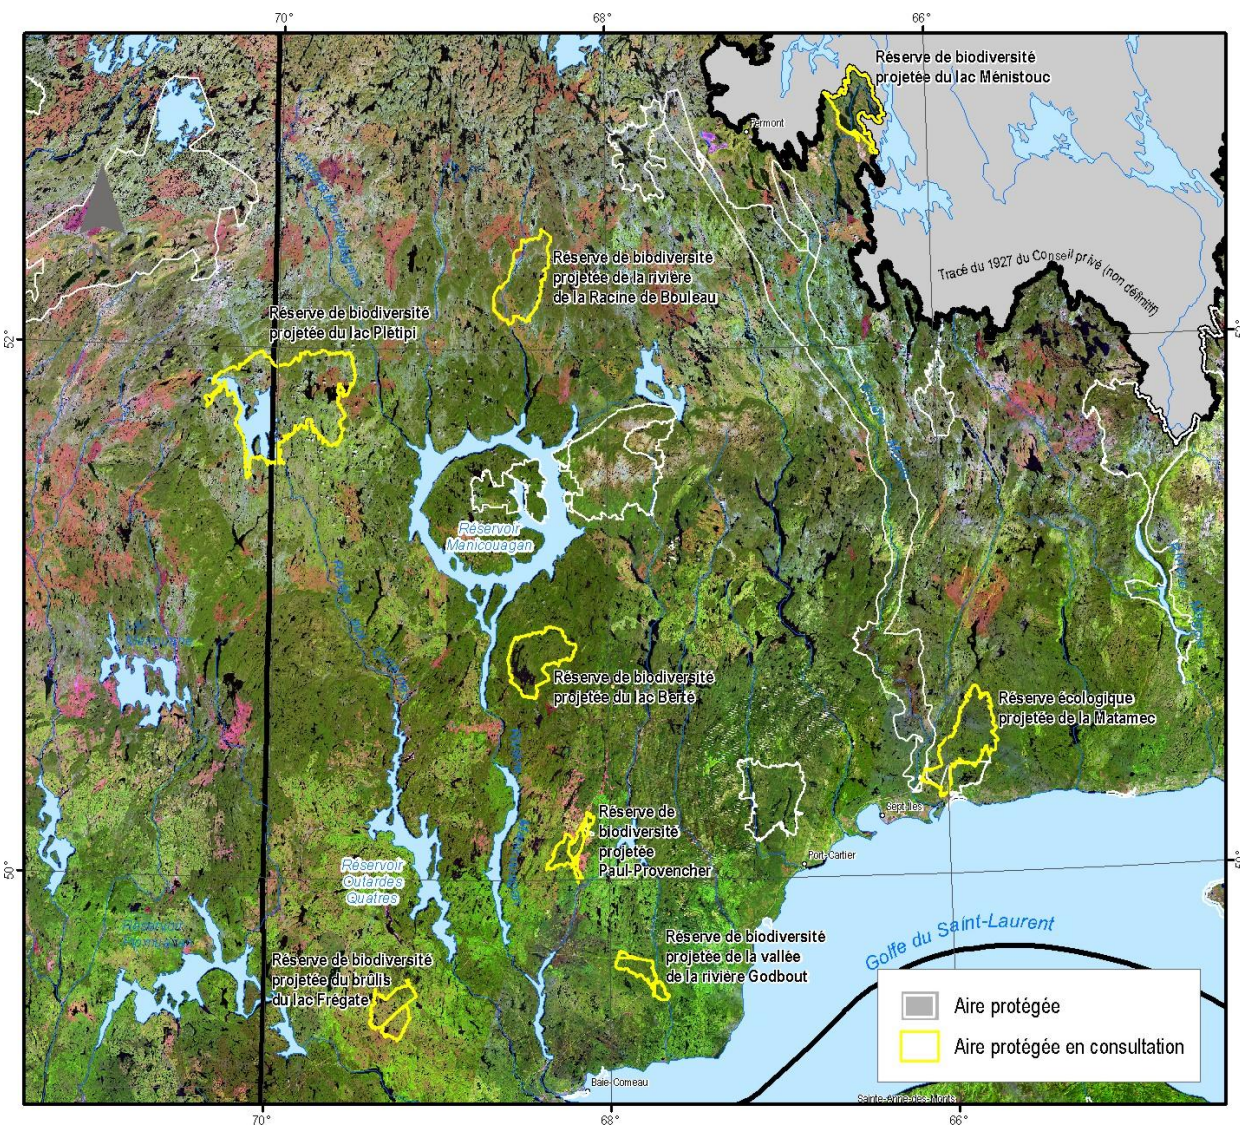 70°
68°
66°
Réserve de biodiversité
projetée du lac Ménistouc
Fermont
Réserve de biodiversité
projetée de la rivière
de la Racine de Bouleau
Tracé du 1927 du Conseil privé (non définitif)
Réserve de biodiversité
projetée du lac Plétipi
52°
Réservoir
Manicouagan
Réserve de biodiversité
projetée du lac Berté
Réserve écologique
projetée de la Matamec
Sept-Iles
Réserve de
biodiversité
projetée
Paul-Provencher
Port-Cartier
50°
Réservoir
Outardes
Quatres
Réserve de biodiversité
projetée de la vallée
de la rivière Godbout
Golfe du Saint-Laurent
Réserve de biodiversité
projetée du brûlis
du lac Frégate
Aire protégée
Aire protégée en consultation
Baie-Comeau
Sainte-Anne-des-Monts
70°
68°
66°